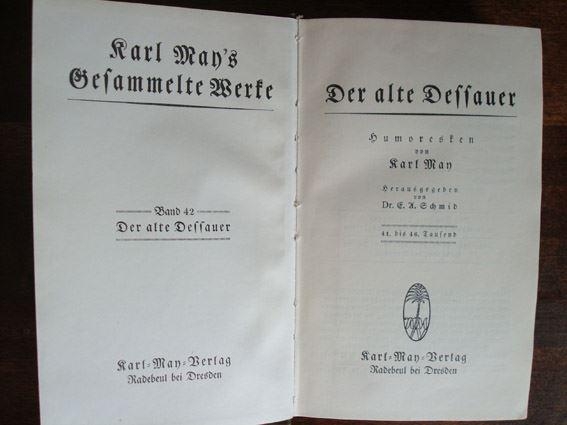 Karl May's
Gesammelte Werke
Band 42
Der alte Dessauer
Karl-May-Verlag
Radebeul bei Dresden
Der alte Dessauer
Humoresken
von
Karl May
Herausgegeben
von
Dr. E. A. Schmid
41. bis 46. Tausend
Karl-May-Verlag
Radebeul bei Dresden